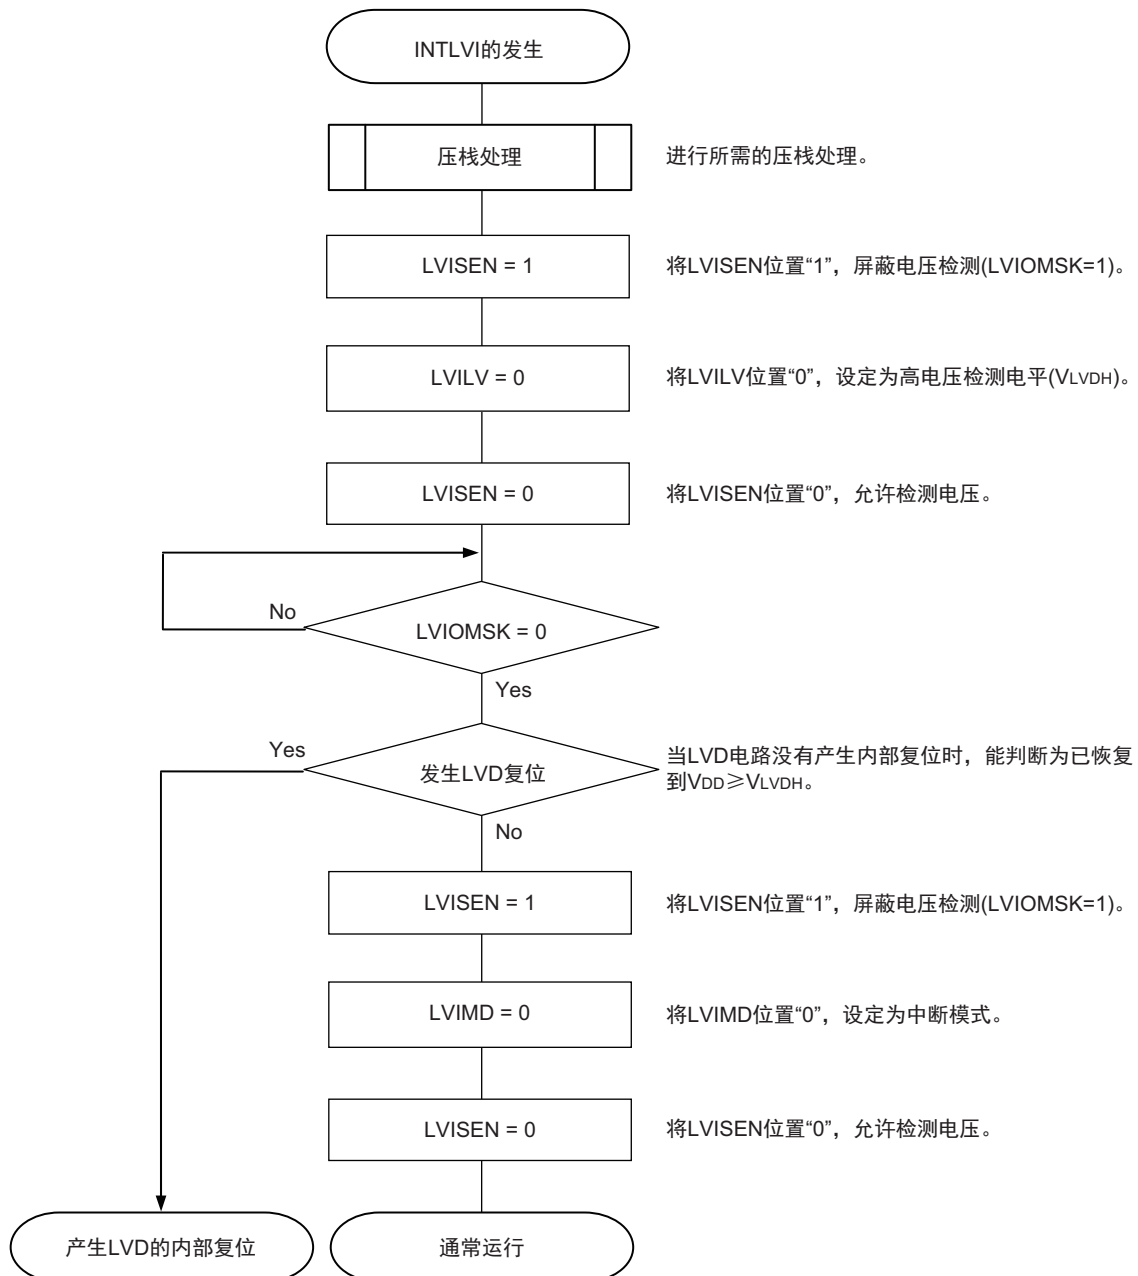 INTLVI的发生
压栈处理
进行所需的压栈处理。
LVISEN = 1
将LVISEN位置“1”，屏蔽电压检测(LVIOMSK=1)。
LVILV = 0
将LVILV位置“0”，设定为高电压检测电平(VLVDH)。
LVISEN = 0
将LVISEN位置“0”，允许检测电压。
No
LVIOMSK = 0
Yes
Yes
发生LVD复位
当LVD电路没有产生内部复位时，能判断为已恢复
到VDD≥VLVDH。
No
LVISEN = 1
将LVISEN位置“1”，屏蔽电压检测(LVIOMSK=1)。
LVIMD = 0
将LVIMD位置“0”，设定为中断模式。
LVISEN = 0
将LVISEN位置“0”，允许检测电压。
产生LVD的内部复位
通常运行